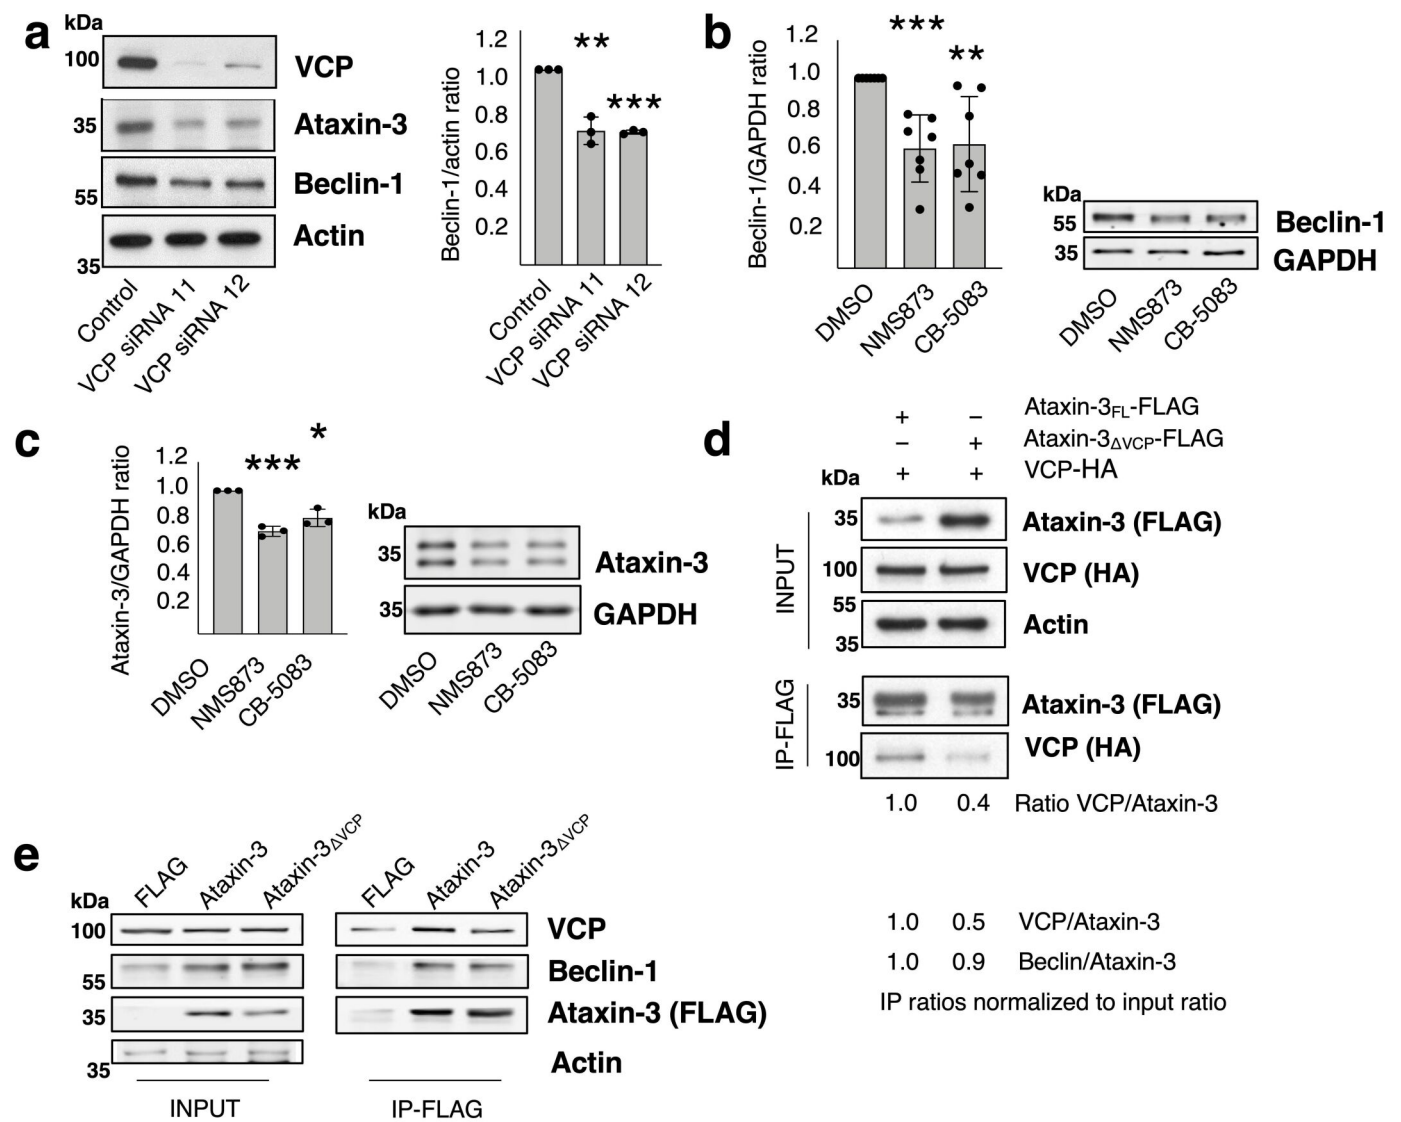 a
kDa
100
VCP
35
Ataxin-3
Beclin-1
55
Actin
35
Control
VCP siRNA 11
VCP siRNA 12
Beclin-1/actin ratio
1.2
1.0
0.8
0.6
0.4
0.2
**
***
Control
VCP siRNA 11
VCP siRNA 12
b
Beclin-1/GAPDH ratio
1.2
1.0
0.8
0.6
0.4
0.2
***
**
DMSO
NMS873
CB-5083
kDa
55
Beclin-1
35
GAPDH
DMSO
NMS873
CB-5083
c
Ataxin-3/GAPDH ratio
1.2
1.0
0.8
0.6
0.4
0.2
***
*
DMSO
NMS873
CB-5083
kDa
35
Ataxin-3
35
GAPDH
DMSO
NMS873
CB-5083
d
+ – Ataxin-3FL-FLAG
– + Ataxin-3ΔVCP-FLAG
+ + VCP-HA
kDa
INPUT
35
Ataxin-3 (FLAG)
100
VCP (HA)
55
Actin
35
IP-FLAG
35
Ataxin-3 (FLAG)
VCP (HA)
100
1.0 0.4 Ratio VCP/Ataxin-3
e
FLAG
Ataxin-3
Ataxin-3ΔVCP
FLAG
Ataxin-3
Ataxin-3ΔVCP
kDa
100
VCP
Beclin-1
55
35
Ataxin-3 (FLAG)
Actin
35
INPUT
IP-FLAG
1.0 0.5 VCP/Ataxin-3
1.0 0.9 Beclin/Ataxin-3
IP ratios normalized to input ratio